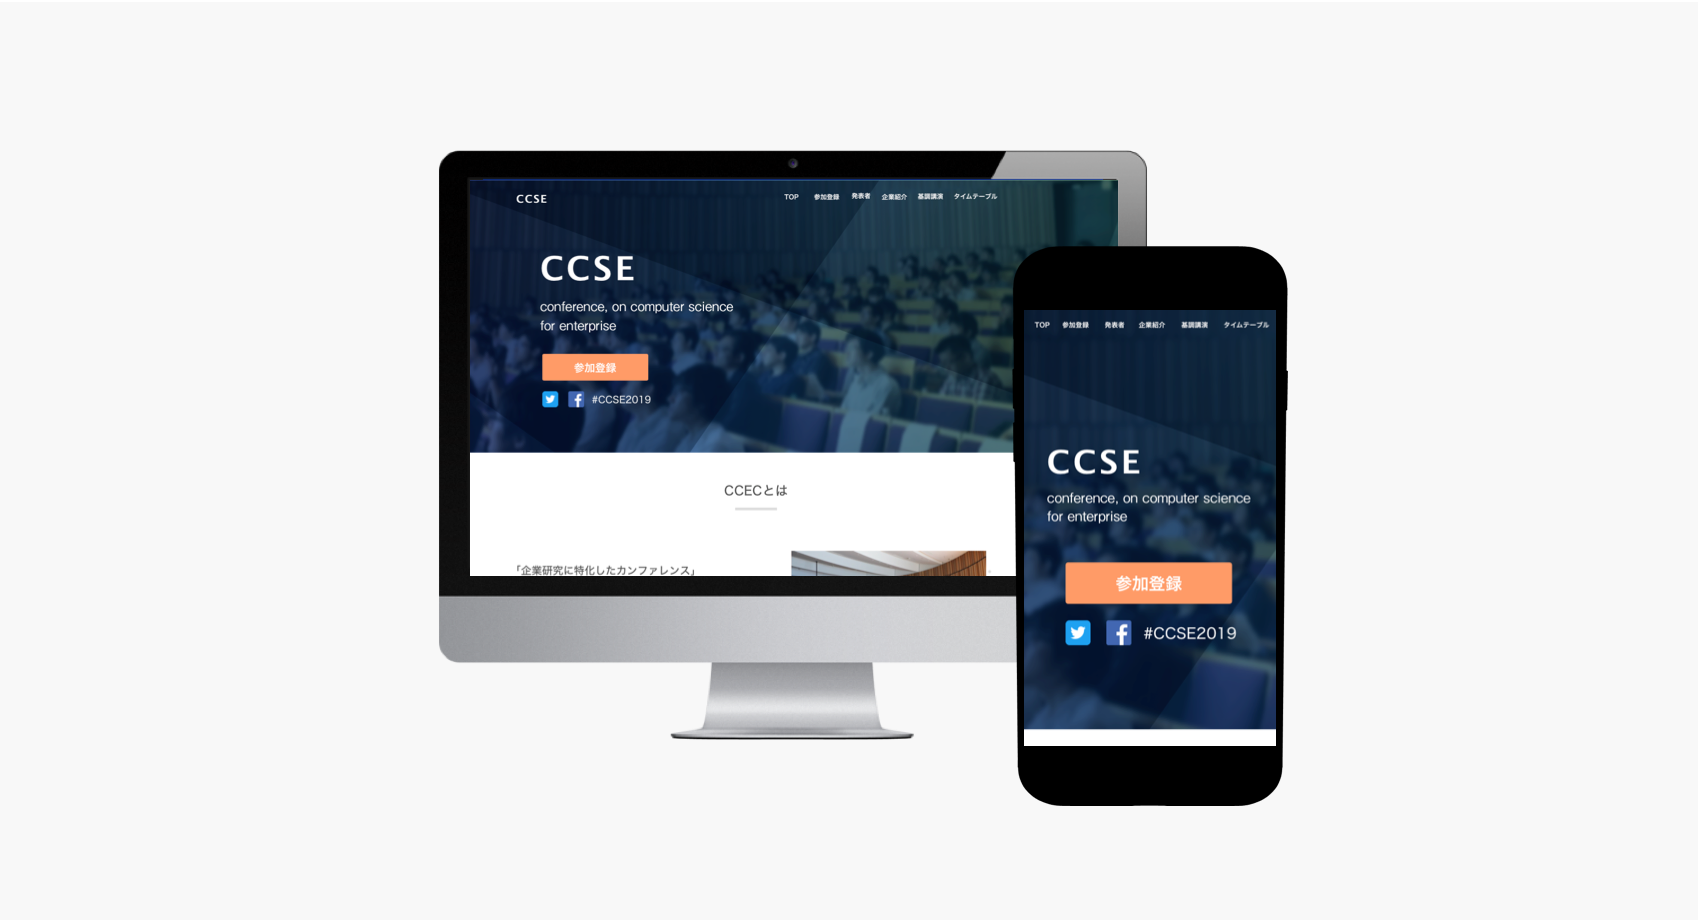 CCSE
TOP 参加登録 発表者 企業紹介 基調講演 タイムテーブル
CCSE
conference, on computer science
for enterprise
参加登録
#CCSE2019
CCECとは
「企業研究に特化したカンファレンス」
TOP 参加登録 発表者 企業紹介 基調講演 タイムテーブル
CCSE
conference, on computer science
for enterprise
参加登録
#CCSE2019